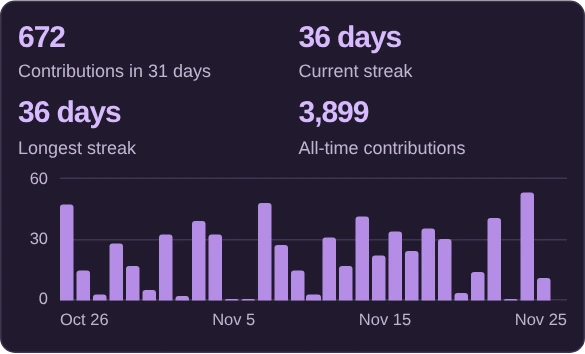 672
36 days
Contributions in 31 days
Current streak
36 days
3,899
Longest streak
All-time contributions
60
30
0
Oct 26
Nov 5
Nov 15
Nov 25